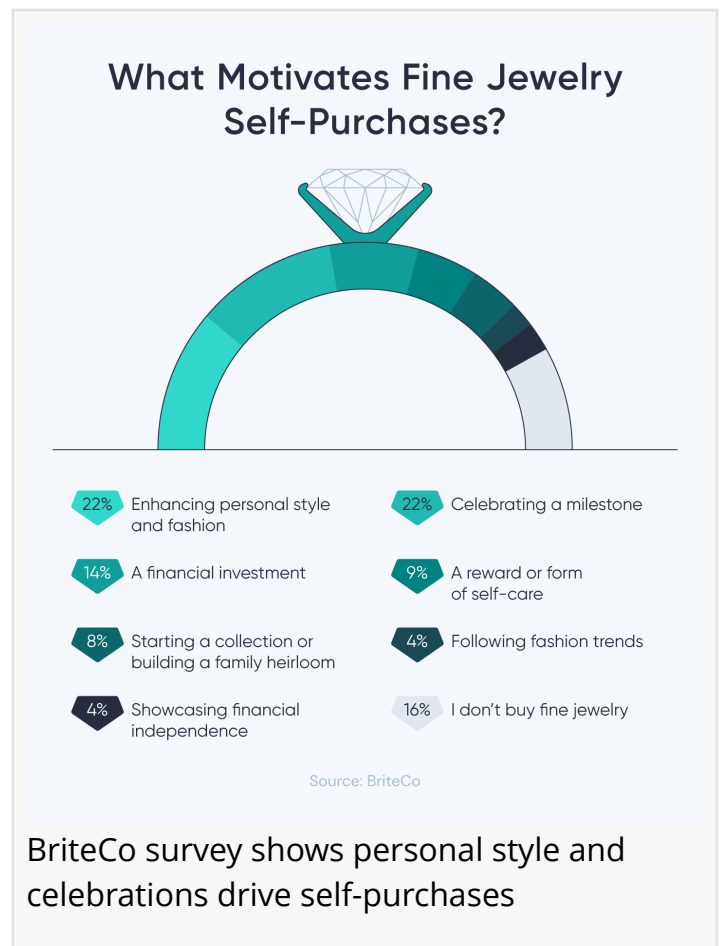 What Motivates Fine Jewelry
Self-Purchases?
22% Enhancing personal style
and fashion
22% Celebrating a milestone
14% A financial investment
9% A reward or form
of self-care
8% Starting a collection or
building a family heirloom
4% Following fashion trends
4% Showcasing financial
independence
16% I don't buy fine jewelry
Source: BriteCo
BriteCo survey shows personal style and
celebrations drive self-purchases